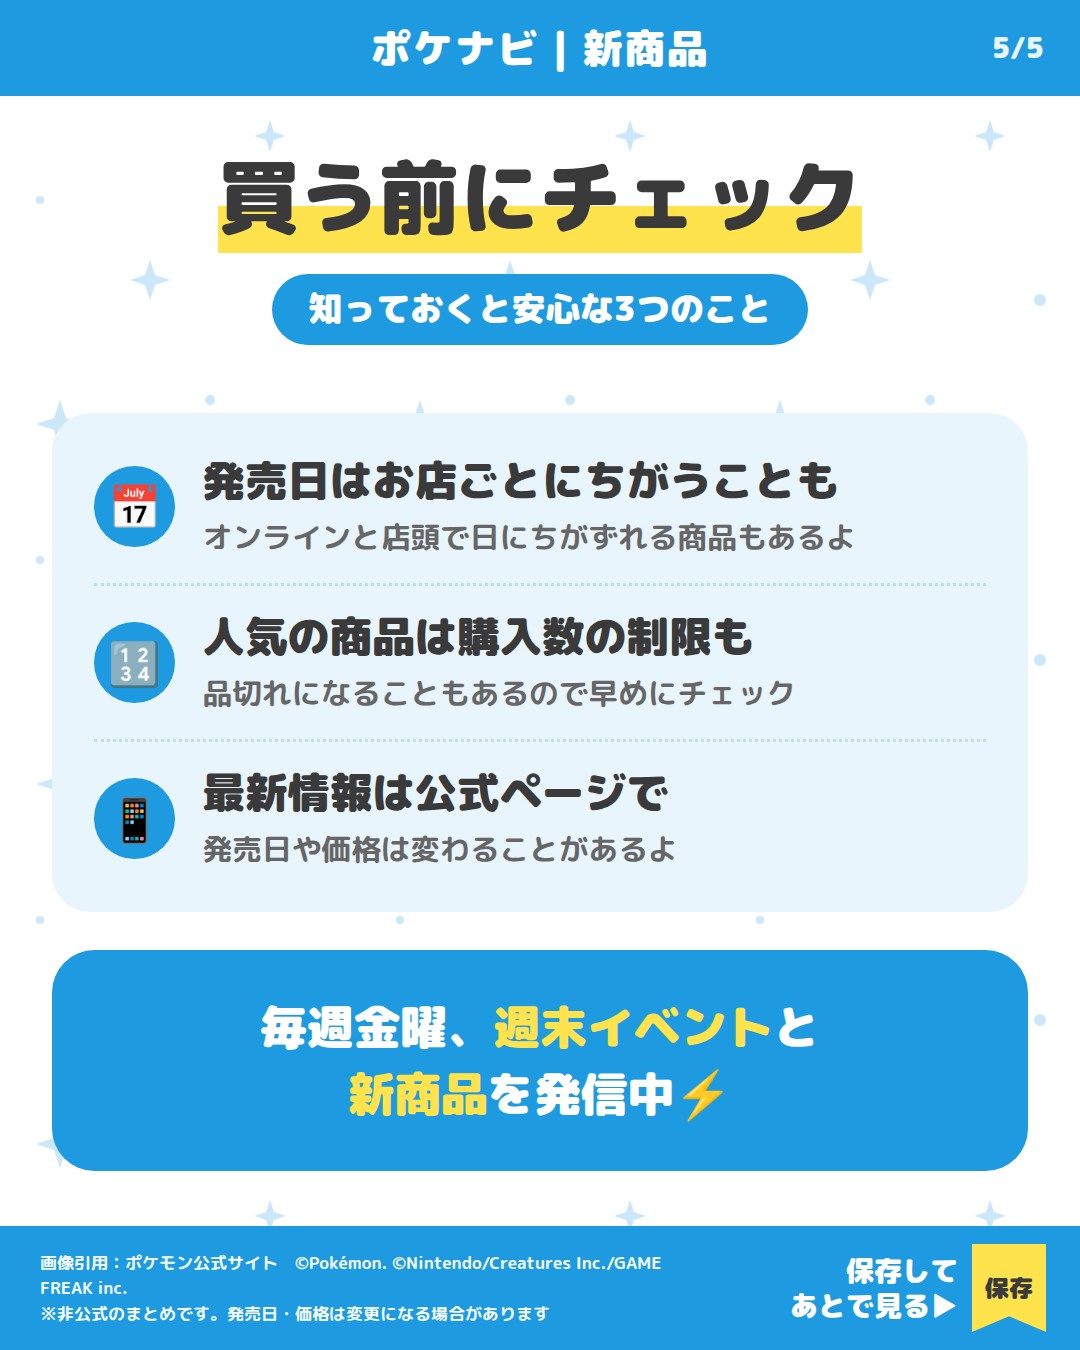 ポケナビ | 新商品
5/5
買う前にチェック
知っておくと安心な3つのこと
July
17
発売日はお店ごとにちがうことも
オンラインと店頭で日にちがずれる商品もあるよ
1 2
3 4
人気の商品は購入数の制限も
品切れになることもあるので早めにチェック
最新情報は公式ページで
発売日や価格は変わることがあるよ
毎週金曜、週末イベントと
新商品を発信中⚡
画像引用：ポケモン公式サイト　©Pokémon. ©Nintendo/Creatures Inc./GAME
FREAK inc.
※非公式のまとめです。発売日・価格は変更になる場合があります
保存して
あとで見る▶
保存